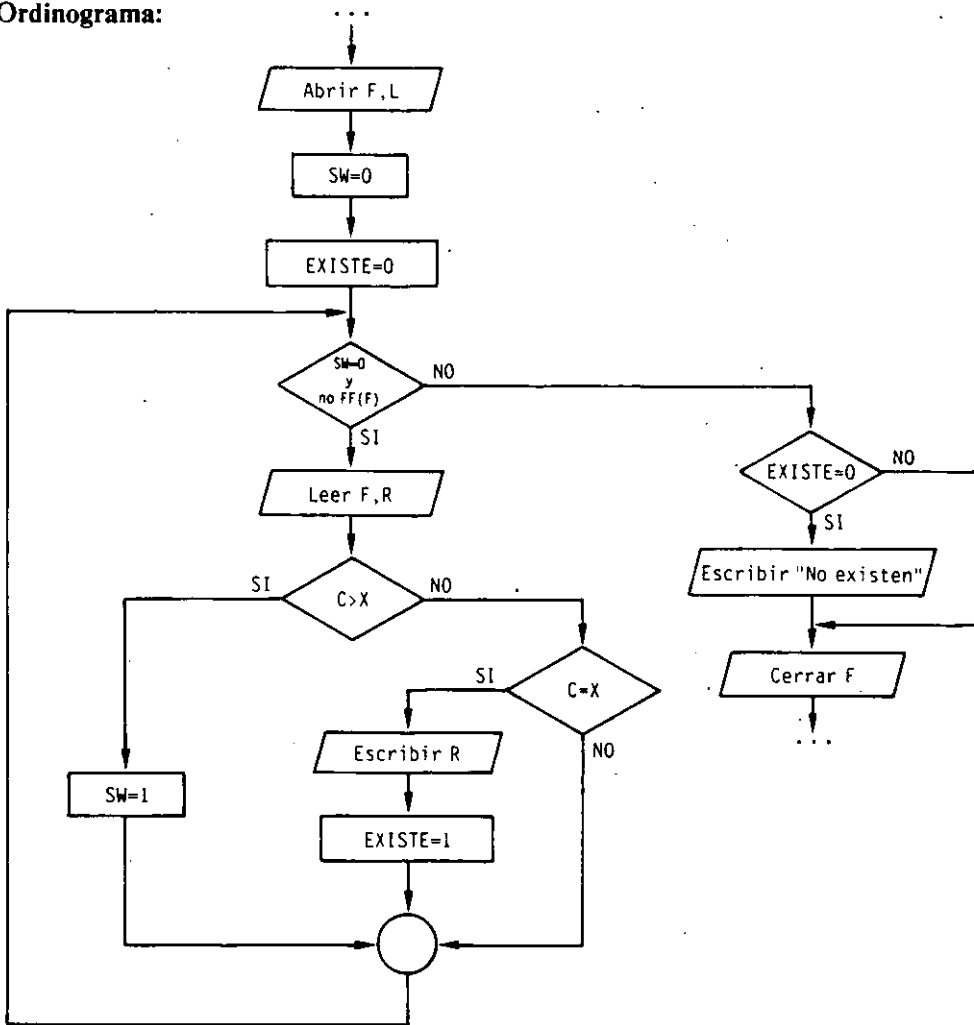 Ordinograma:
...
Abrir F,L
SW=0
EXISTE=0
SW=0
y
no FF(F)
NO
SI
EXISTE=0
NO
SI
Leer F,R
Escribir "No existen"
C>X
SI
NO
Cerrar F
...
C=X
SI
NO
Escribir R
SW=1
EXISTE=1